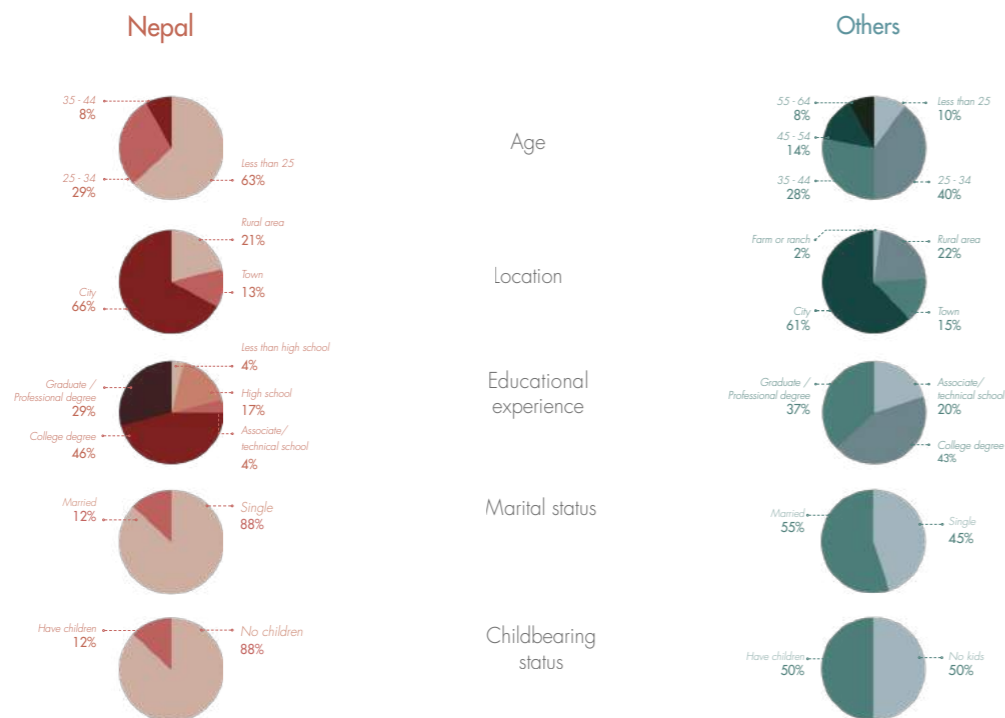 Nepal
Others
35 - 44
8%
25 - 34
29%
Less than 25
63%
Age
55 - 64
8%
45 - 54
14%
35 - 44
28%
Less than 25
10%
25 - 34
40%
Rural area
21%
Town
13%
City
66%
Location
Farm or ranch
2%
City
61%
Rural area
22%
Town
15%
Less than high school
4%
Graduate /
Professional degree
29%
College degree
46%
High school
17%
Associate/
technical school
4%
Educational
experience
Graduate /
Professional degree
37%
Associate/
technical school
20%
College degree
43%
Married
12%
Single
88%
Marital status
Married
55%
Single
45%
Have children
12%
No children
88%
Childbearing
status
Have children
50%
No kids
50%